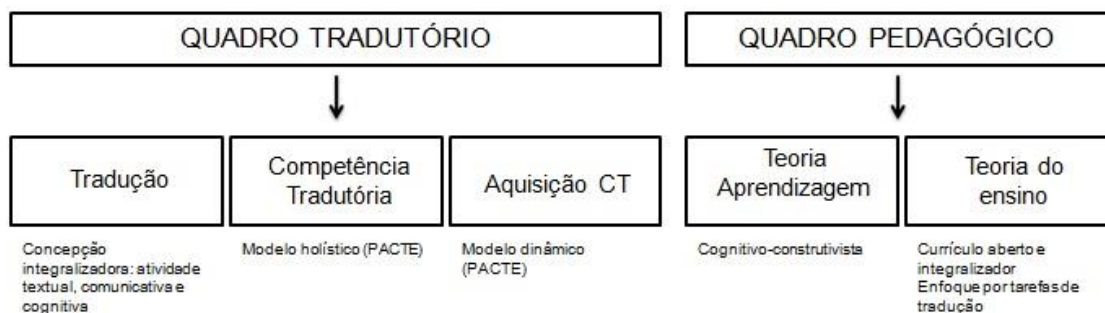 QUADRO TRADUTÓRIO
QUADRO PEDAGÓGICO
Tradução
Competência
Tradutória
Aquisição CT
Teoria
Aprendizagem
Teoria do
ensino
Concepção
integralizadora: atividade
textual, comunicativa e
cognitiva
Modelo holístico (PACTE)
Modelo dinâmico
(PACTE)
Cognitivo-construtivista
Currículo aberto e
integralizador
Enfoque por tarefas de
tradução